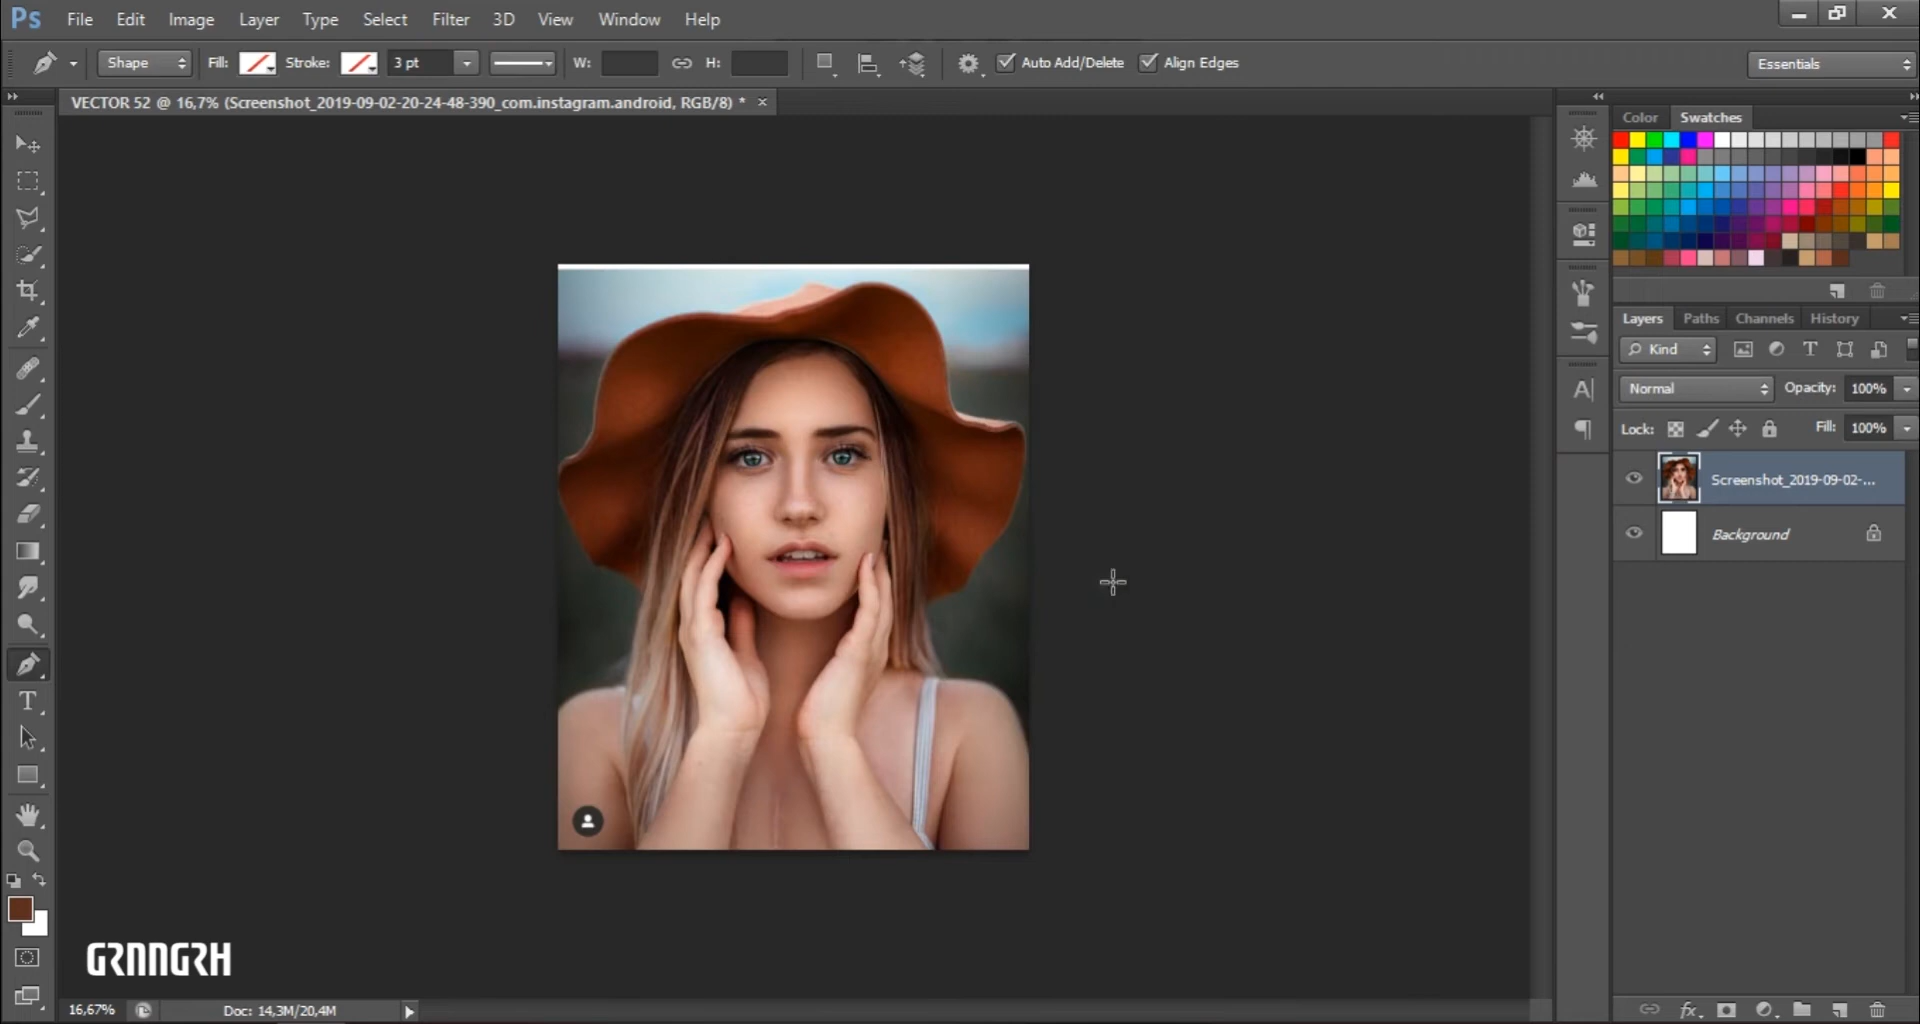 Ps File Edit Image Layer Type Select Filter 3D View Window Help
Shape Fill: Stroke: 3 pt W: H: Auto Add/Delete Align Edges Essentials
VECTOR 52 @ 16,7% (Screenshot_2019-09-02-20-24-48-390_com.instagram.android, RGB/8) *
Color Swatches
Layers Paths Channels History
Kind
Normal Opacity: 100%
Lock: Fill: 100%
Screenshot_2019-09-02-...
Background
GRNNGRH
16,67% Doc: 14,3M/20,4M